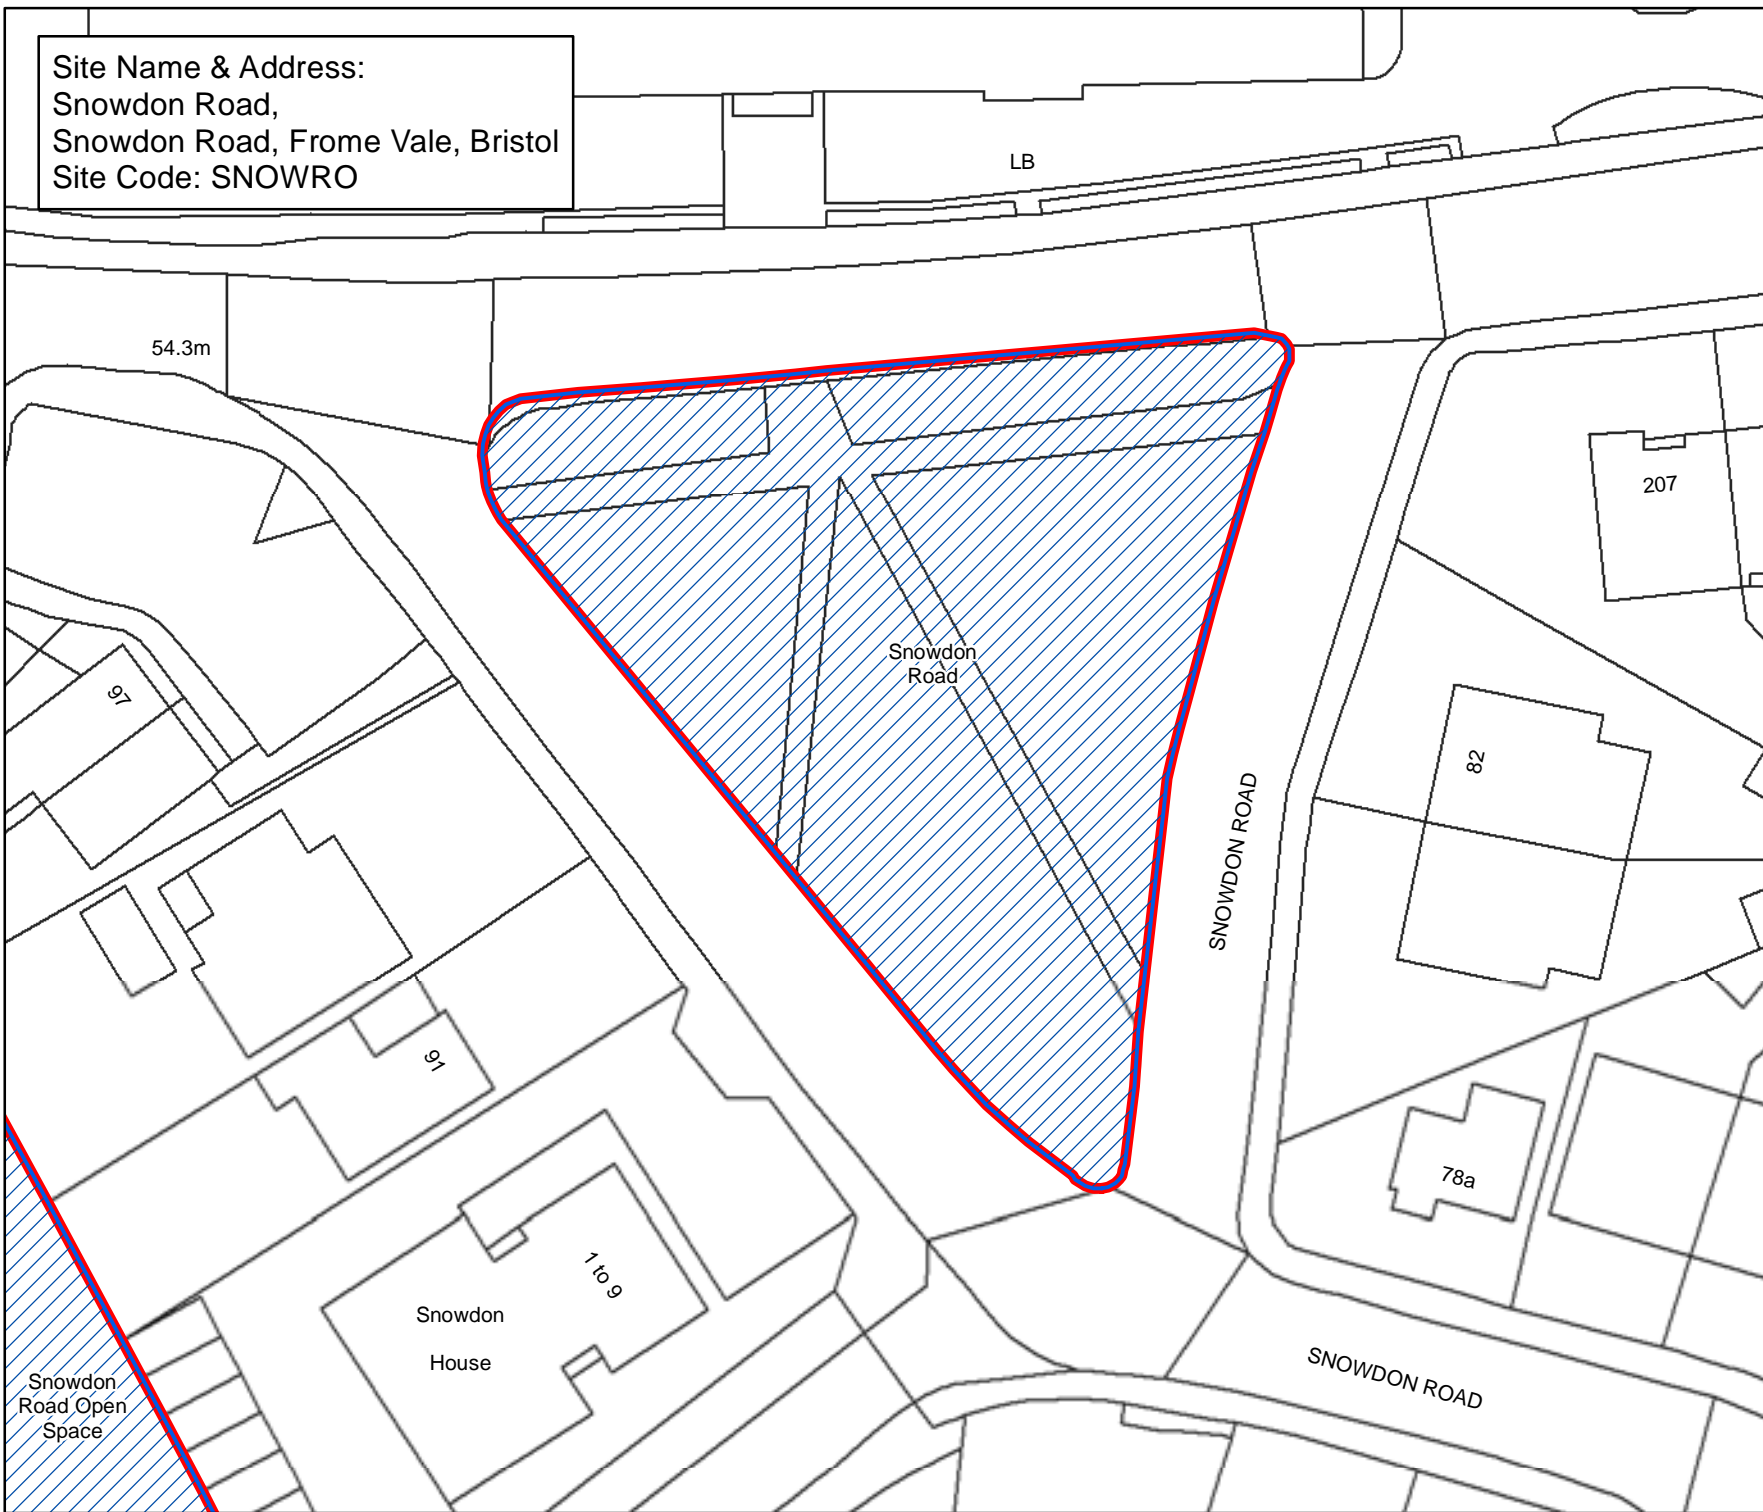 Site Name & Address:
Snowdon Road,
Snowdon Road, Frome Vale, Bristol
Site Code: SNOWRO
LB
54.3m
207
Snowdon
Road
97
82
SNOWDON ROAD
91
78a
1 to 9
Snowdon
House
SNOWDON ROAD
Snowdon
Road Open
Space